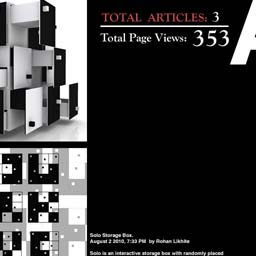 TOTAL ARTICLES: 3
Total Page Views: 353
Solo Storage Box.
August 2 2010, 7:33 PM by Rohan Likhite
Solo is an interactive storage box with randomly placed